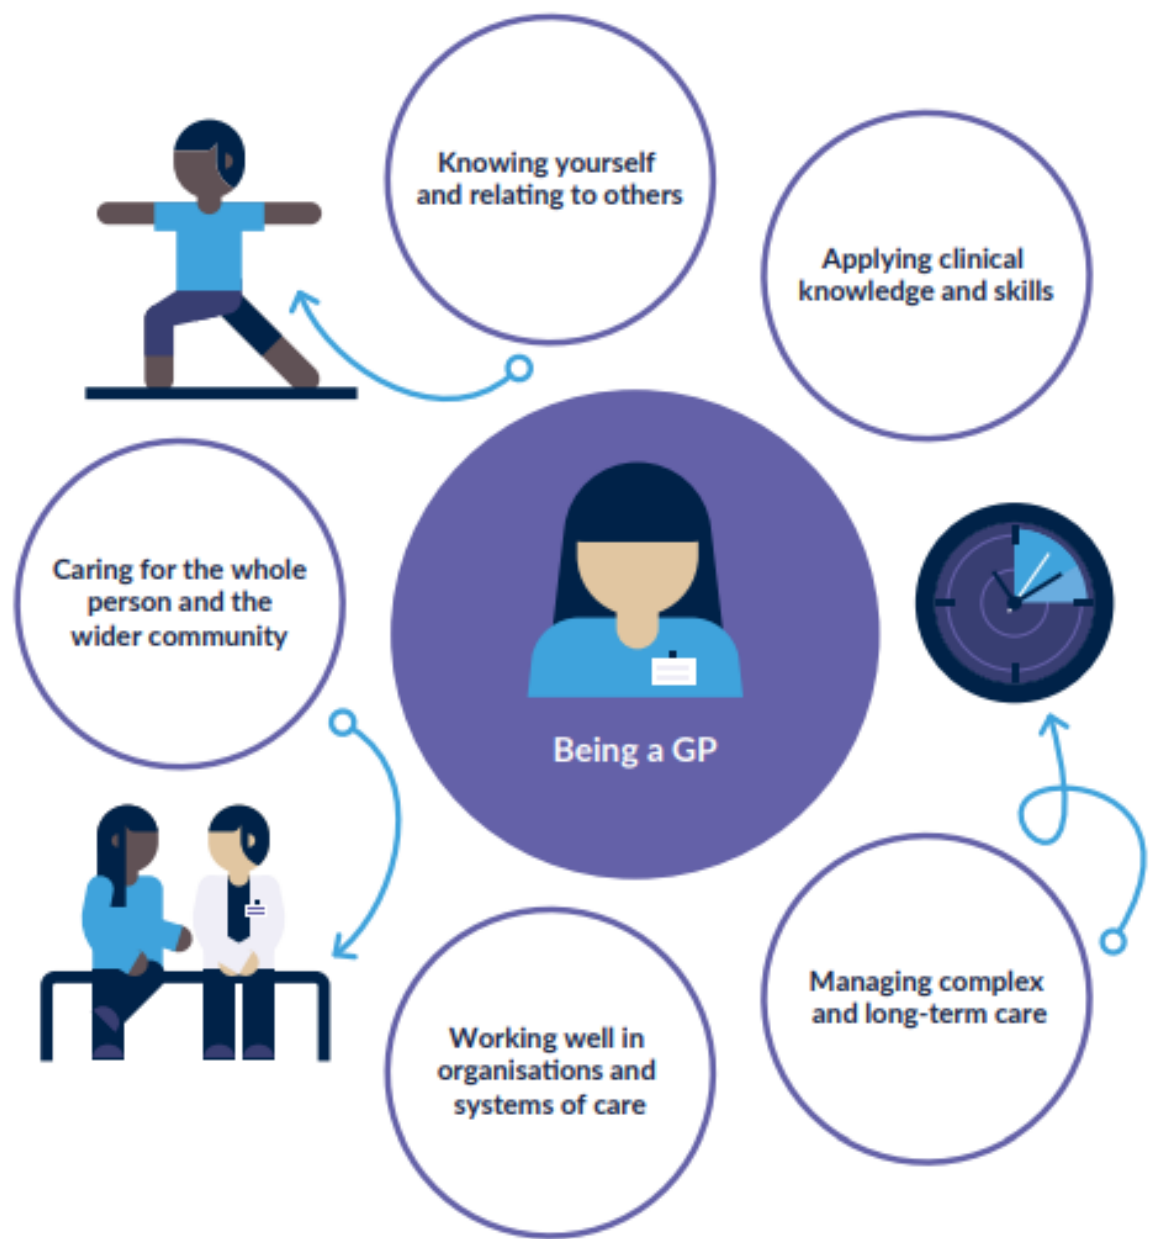 Knowing yourself
and relating to others
Applying clinical
knowledge and skills
Caring for the whole
person and the
wider community
Being a GP
Managing complex
and long-term care
Working well in
organisations and
systems of care